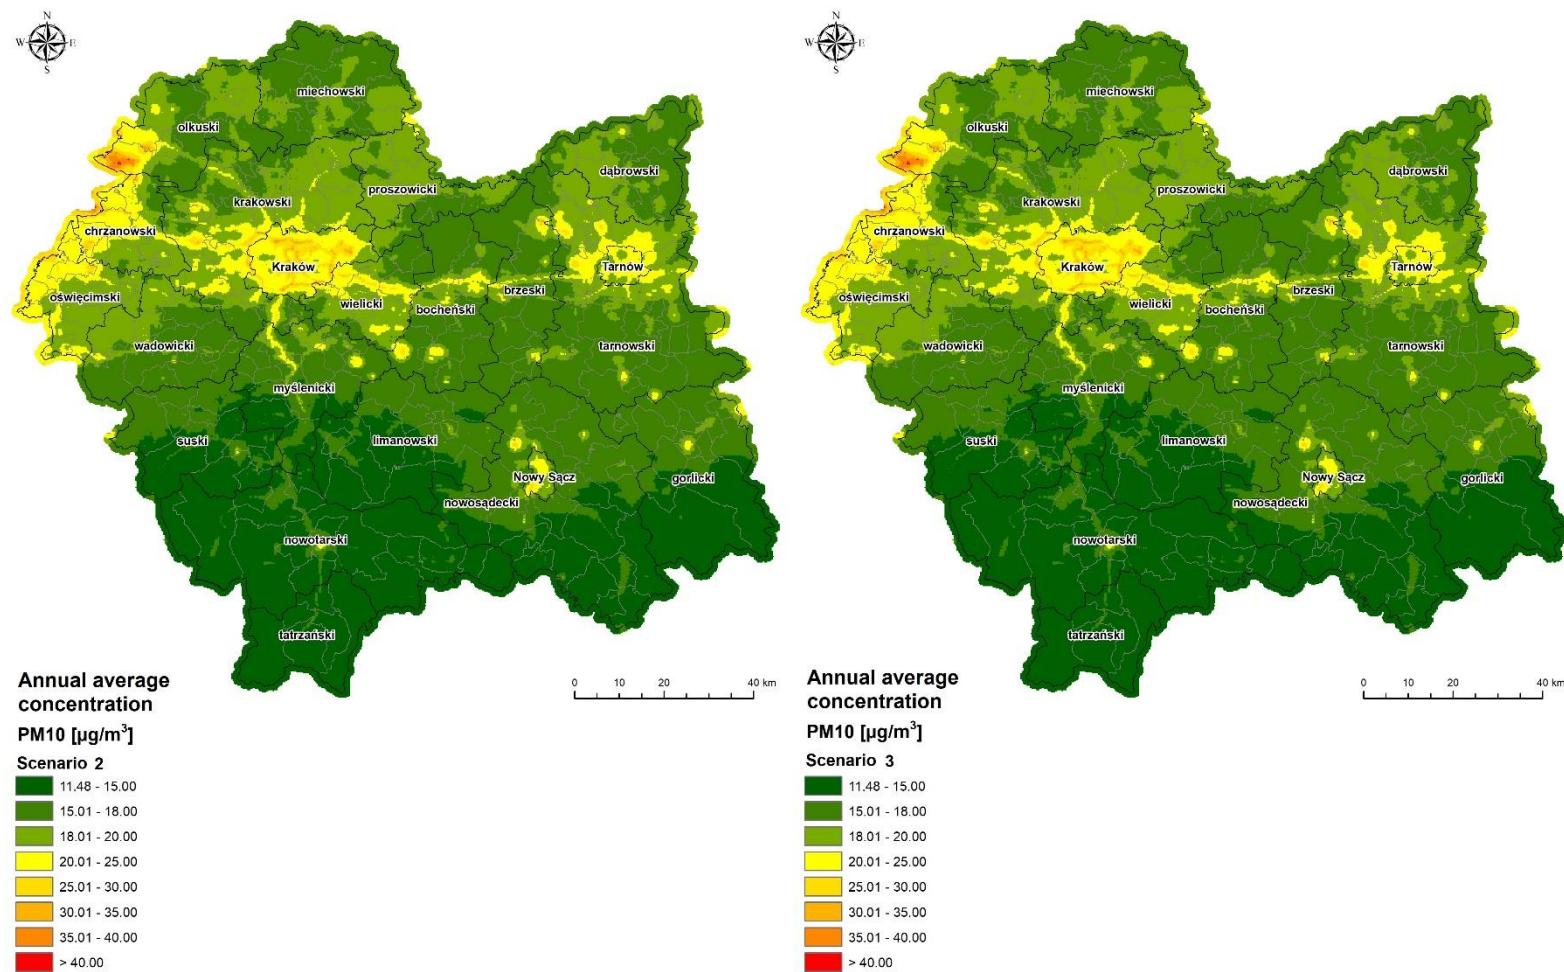 N
W E
S
miechowski
olkuski
dąbrowski
proszowicki
krakowski
chrzanowski
Kraków
Tarnów
oświęcimski
brzeski
wielicki
bocheński
wadowicki
tarnowski
myślenicki
suski
limanowski
Nowy Sącz
gorlicki
nowosądecki
nowotarski
tatrzański
0 10 20 40 km
Annual average
concentration
PM10 [µg/m³]
Scenario 2
11.48 - 15.00
15.01 - 18.00
18.01 - 20.00
20.01 - 25.00
25.01 - 30.00
30.01 - 35.00
35.01 - 40.00
> 40.00
N
W E
S
miechowski
olkuski
dąbrowski
proszowicki
krakowski
chrzanowski
Kraków
Tarnów
oświęcimski
brzeski
wielicki
bocheński
wadowicki
tarnowski
myślenicki
suski
limanowski
Nowy Sącz
gorlicki
nowosądecki
nowotarski
tatrzański
0 10 20 40 km
Annual average
concentration
PM10 [µg/m³]
Scenario 3
11.48 - 15.00
15.01 - 18.00
18.01 - 20.00
20.01 - 25.00
25.01 - 30.00
30.01 - 35.00
35.01 - 40.00
> 40.00